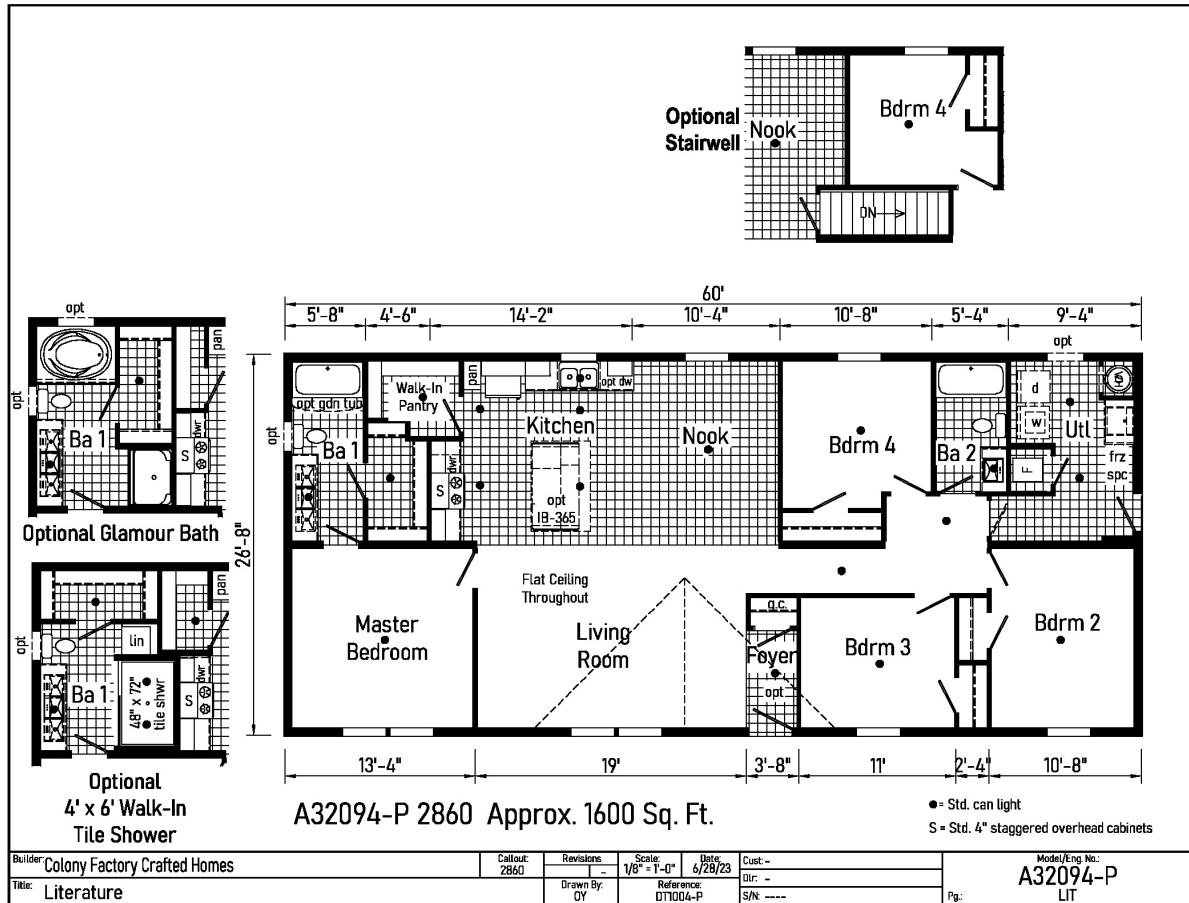 Optional
Stairwell
Nook
Bdrm 4
DN
60'
5'-8"
4'-6"
14'-2"
10'-4"
10'-8"
5'-4"
9'-4"
26'-8"
opt
opt
pan
Ba 1
dwr
S
Optional Glamour Bath
opt
pan
lin
Ba 1
48" x 72"
tile shwr
dwr
S
Optional
4' x 6' Walk-In
Tile Shower
opt
opt gdn tub
Ba 1
Walk-In
Pantry
pan
opt dw
Kitchen
Nook
dwr
S
opt
IB-365
Bdrm 4
Ba 2
opt
d
w
Utl
F
frz
spc
Master
Bedroom
Flat Ceiling
Throughout
Living
Room
g.c.
Foyer
opt
Bdrm 3
Bdrm 2
13'-4"
19'
3'-8"
11'
2'-4"
10'-8"
A32094-P 2860 Approx. 1600 Sq. Ft.
= Std. can light
S = Std. 4" staggered overhead cabinets
Builder: Colony Factory Crafted Homes
Title: Literature
Callout:
2860
Revisions
-
Scale:
1/8" = 1'-0"
Date:
6/28/23
Drawn By:
OY
Reference:
DT1004-P
Cust: -
Dlr: -
S/N: ----
Model/Eng. No.:
A32094-P
Pg.: LIT